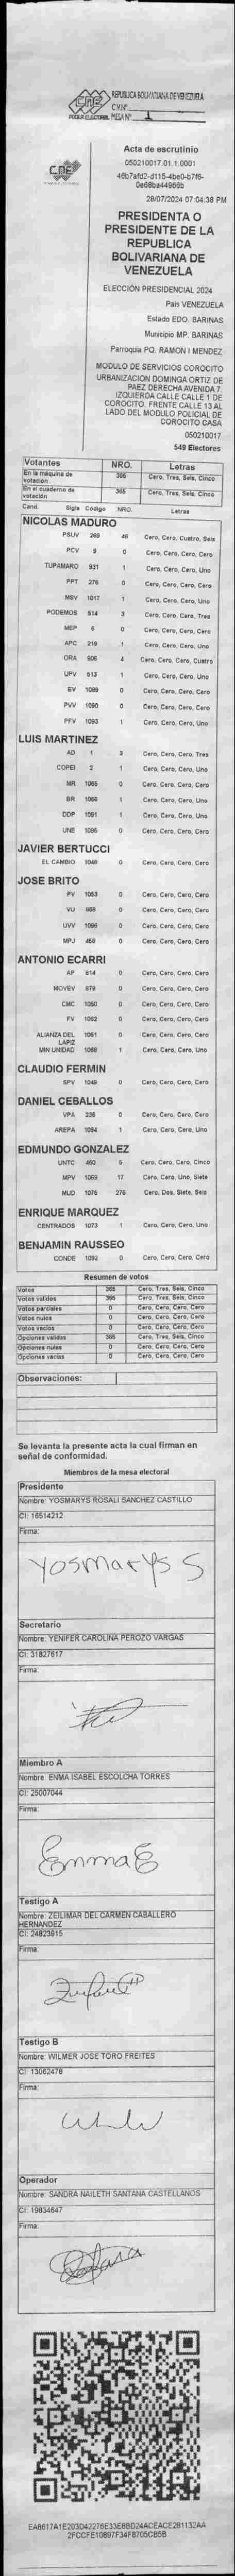 CNE
PODER ELECTORAL
REPUBLICA BOLIVARIANA DE VENEZUELA
C.V.Nº
MESA Nº 1
CNE
Acta de escrutinio
050210017.01.1.0001
28/07/2024 07:04:38 PM
PRESIDENTA O
PRESIDENTE DE LA
REPUBLICA
BOLIVARIANA DE
VENEZUELA
ELECCIÓN PRESIDENCIAL 2024
País VENEZUELA
Estado EDO. BARINAS
Municipio MP. BARINAS
Parroquia PQ. RAMON I MENDEZ
MODULO DE SERVICIOS COROCITO
URBANIZACION DOMINGA ORTIZ DE
PAEZ DERECHA AVENIDA 7.
IZQUIERDA CALLE CALLE 1 DE
COROCITO. FRENTE CALLE 13 AL
LADO DEL MODULO POLICIAL DE
COROCITO CASA
050210017
549 Electores
Votantes NRO. Letras
En la máquina de votación 365 Cero, Tres, Seis, Cinco
En el cuaderno de votación 365 Cero, Tres, Seis, Cinco
Cand. Sigla Código NRO. Letras
NICOLAS MADURO
PSUV 269 46 Cero, Cero, Cuatro, Seis
PCV 9 0 Cero, Cero, Cero, Cero
TUPAMARO 931 1 Cero, Cero, Cero, Uno
PPT 276 0 Cero, Cero, Cero, Cero
MSV 1017 1 Cero, Cero, Cero, Uno
PODEMOS 514 3 Cero, Cero, Cero, Tres
MEP 6 0 Cero, Cero, Cero, Cero
APC 219 1 Cero, Cero, Cero, Uno
ORA 906 4 Cero, Cero, Cero, Cuatro
UPV 613 1 Cero, Cero, Cero, Uno
EV 1089 0 Cero, Cero, Cero, Cero
PVV 1090 0 Cero, Cero, Cero, Cero
PFV 1093 1 Cero, Cero, Cero, Uno
LUIS MARTINEZ
AD 1 3 Cero, Cero, Cero, Tres
COPEI 2 1 Cero, Cero, Cero, Uno
MR 1065 0 Cero, Cero, Cero, Cero
BR 1056 1 Cero, Cero, Cero, Uno
DDP 1091 1 Cero, Cero, Cero, Uno
UNE 1095 0 Cero, Cero, Cero, Cero
JAVIER BERTUCCI
EL CAMBIO 1046 0 Cero, Cero, Cero, Cero
JOSE BRITO
PV 1053 0 Cero, Cero, Cero, Cero
VU 968 0 Cero, Cero, Cero, Cero
UVV 1096 0 Cero, Cero, Cero, Cero
MPJ 468 0 Cero, Cero, Cero, Cero
ANTONIO ECARRI
AP 914 0 Cero, Cero, Cero, Cero
MOVEV 978 0 Cero, Cero, Cero, Cero
CMC 1050 0 Cero, Cero, Cero, Cero
FV 1062 0 Cero, Cero, Cero, Cero
ALIANZA DEL LAPIZ 1051 0 Cero, Cero, Cero, Cero
MIN UNIDAD 1088 1 Cero, Cero, Cero, Uno
CLAUDIO FERMIN
SPV 1049 0 Cero, Cero, Cero, Cero
DANIEL CEBALLOS
VPA 236 0 Cero, Cero, Cero, Cero
AREPA 1094 1 Cero, Cero, Cero, Uno
EDMUNDO GONZALEZ
UNTC 460 5 Cero, Cero, Cero, Cinco
MPV 1069 17 Cero, Cero, Uno, Siete
MUD 1075 276 Cero, Dos, Siete, Seis
ENRIQUE MARQUEZ
CENTRADOS 1073 1 Cero, Cero, Cero, Uno
BENJAMIN RAUSSEO
CONDE 1092 0 Cero, Cero, Cero, Cero
Resumen de votos
Votos 365 Cero, Tres, Seis, Cinco
Votos validos 365 Cero, Tres, Seis, Cinco
Votos parciales 0 Cero, Cero, Cero, Cero
Votos nulos 0 Cero, Cero, Cero, Cero
Votos vacios 0 Cero, Cero, Cero, Cero
Opciones validas 365 Cero, Tres, Seis, Cinco
Opciones nulas 0 Cero, Cero, Cero, Cero
Opciones vacias 0 Cero, Cero, Cero, Cero
Observaciones:
Se levanta la presente acta la cual firman en
señal de conformidad.
Miembros de la mesa electoral
Presidente
Nombre: YOSMARYS ROSALI SANCHEZ CASTILLO
CI: 16514212
Firma:
Yosmarys S
Secretario
Nombre: YENIFER CAROLINA PEROZO VARGAS
CI: 31827617
Firma:
Miembro A
Nombre: ENMA ISABEL ESCOLCHA TORRES
CI: 25007044
Firma:
Emma E
Testigo A
Nombre: ZEILIMAR DEL CARMEN CABALLERO
HERNANDEZ
CI: 24823915
Firma:
Testigo B
Nombre: WILMER JOSE TORO FREITES
CI: 13062478
Firma:
Operador
Nombre: SANDRA NAILETH SANTANA CASTELLANOS
CI: 19834647
Firma: